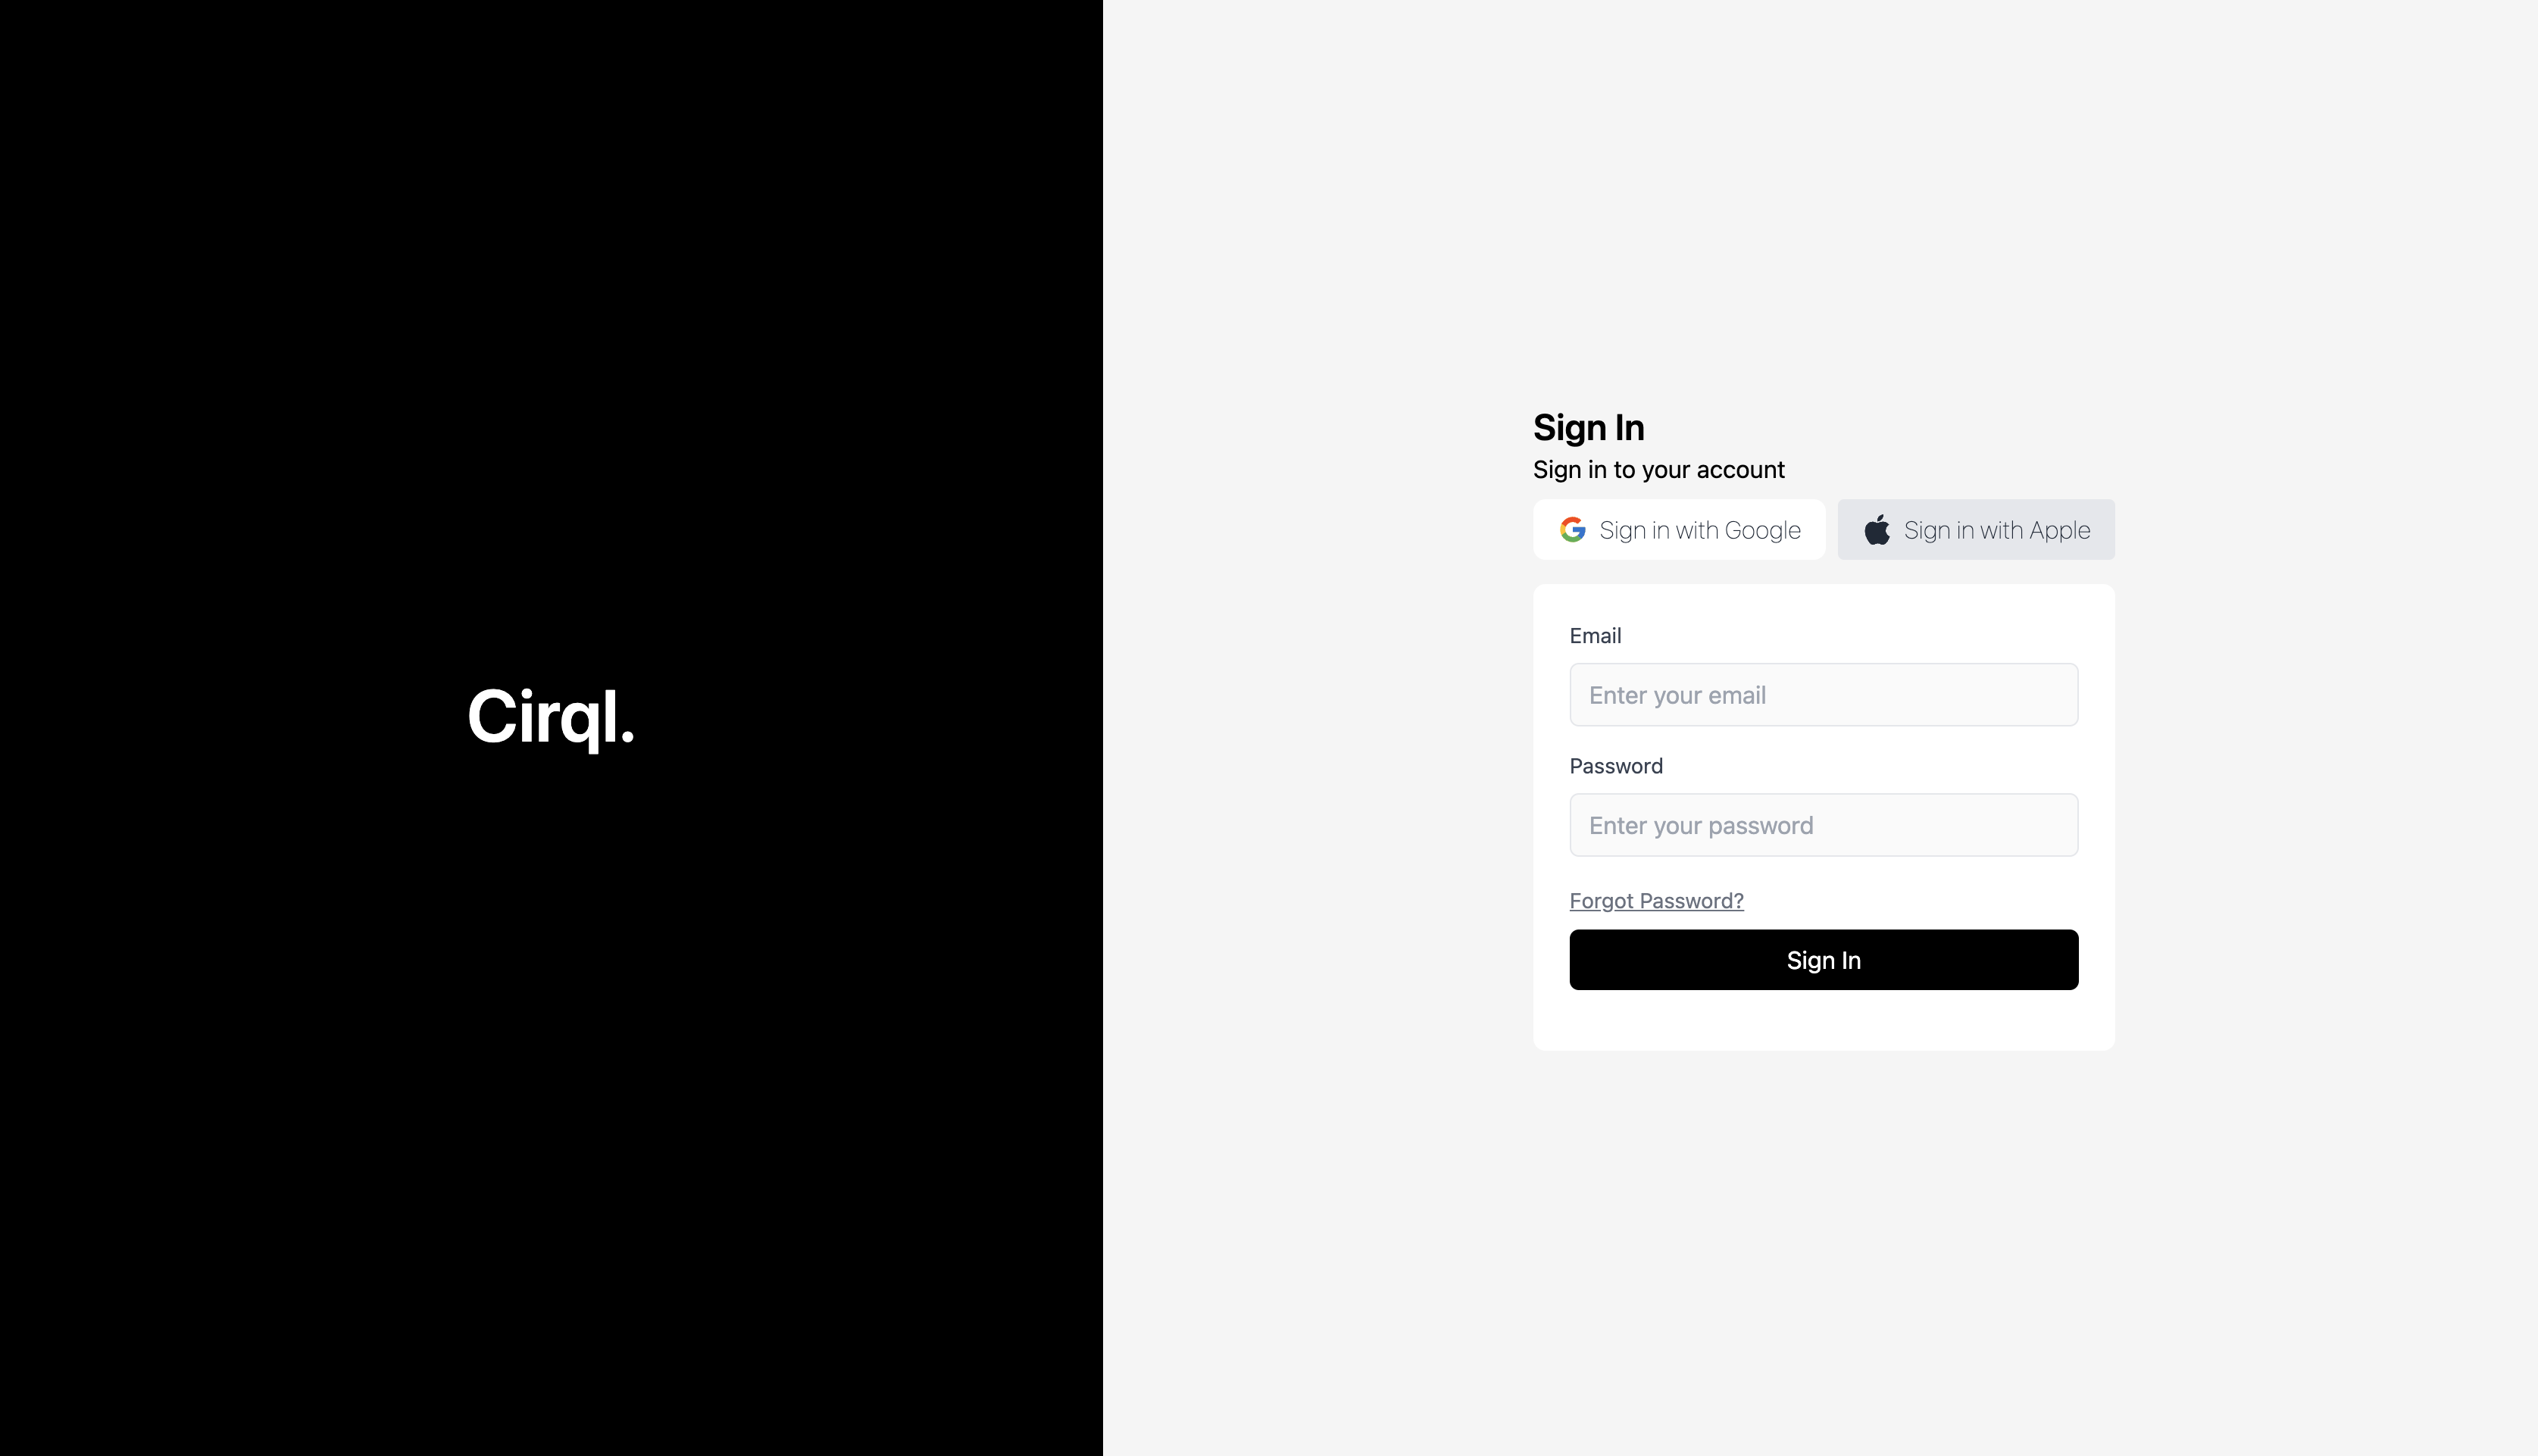 Cirql.
Sign In
Sign in to your account
Sign in with Google
Sign in with Apple
Email
Enter your email
Password
Enter your password
Forgot Password?
Sign In